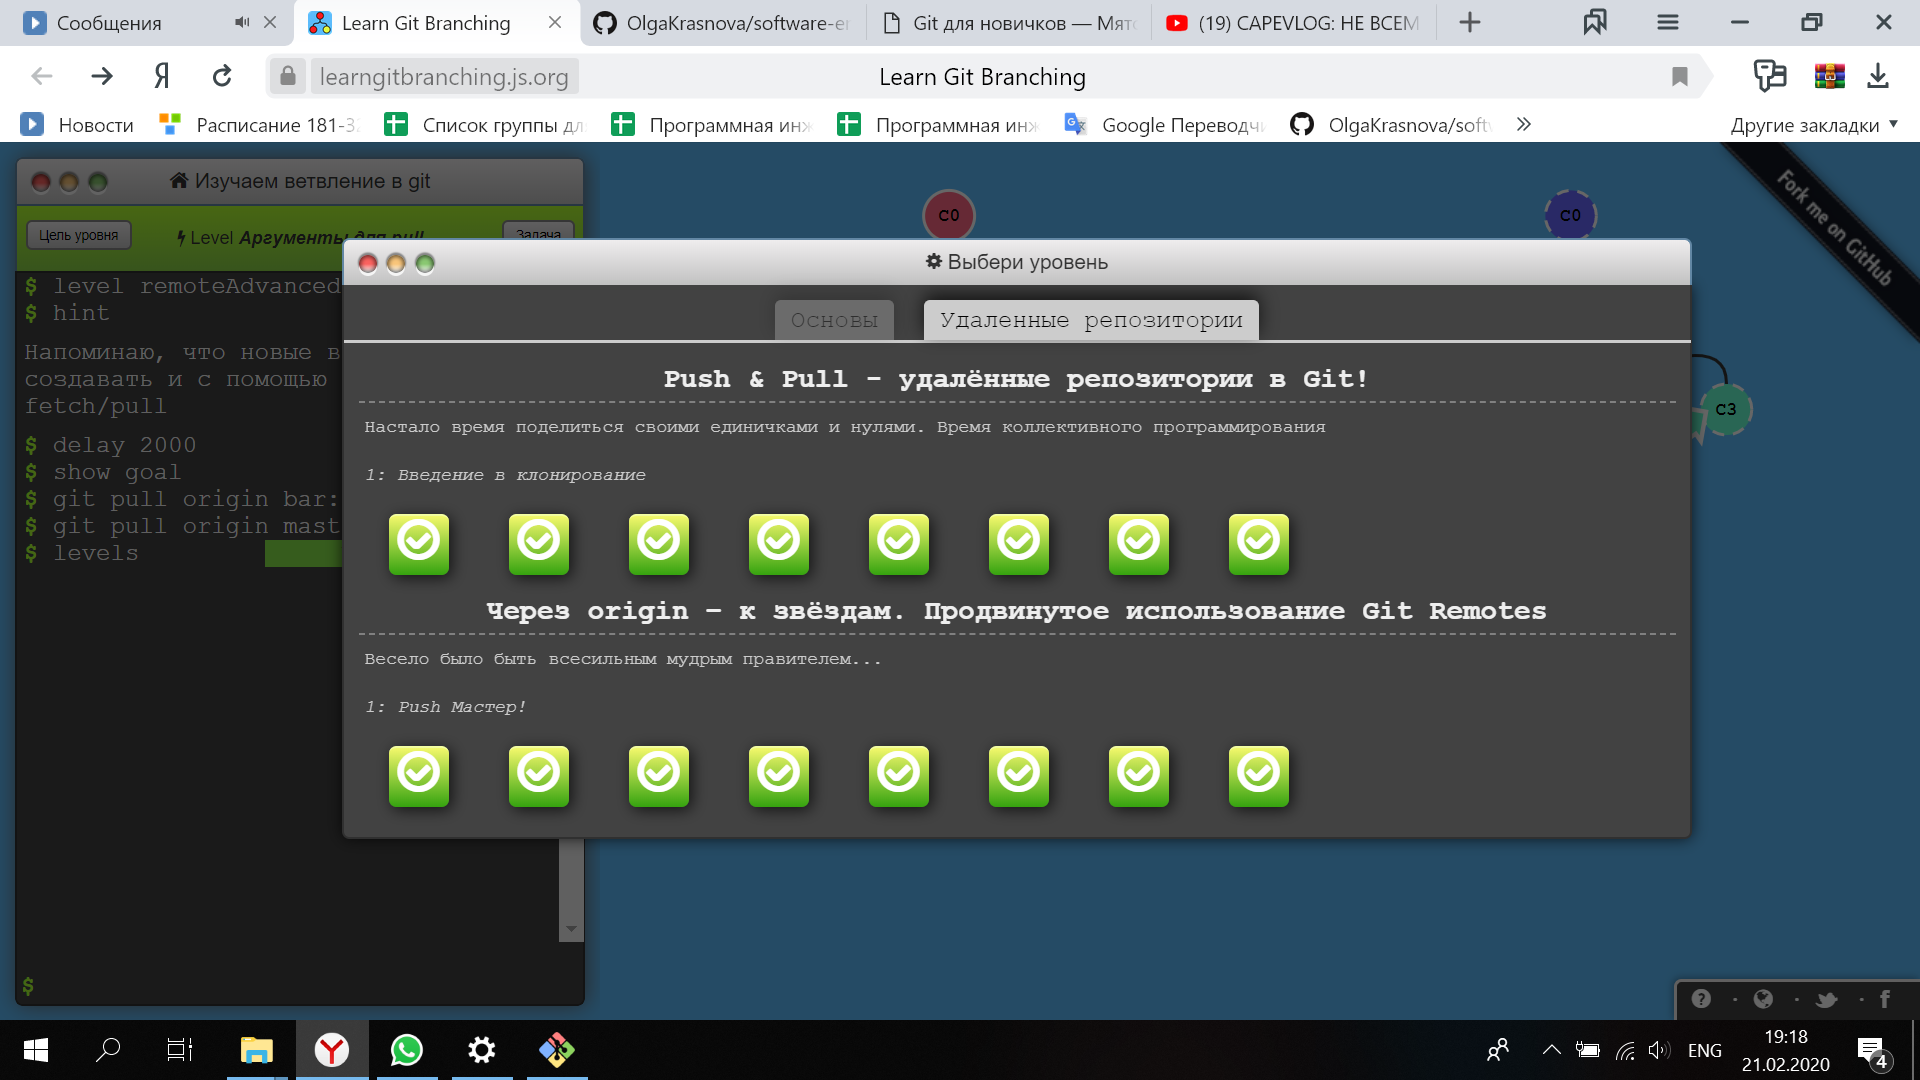 Сообщения
Learn Git Branching
OlgaKrasnova/software-er
Git для новичков — Мято
(19) CAPEVLOG: НЕ ВСЕМ
Я
learngitbranching.js.org
Learn Git Branching
Новости
Расписание 181-32
Список группы для
Программная инж
Программная инж
Google Переводчи
OlgaKrasnova/softw
Другие закладки
Изучаем ветвление в git
Цель уровня
Level Аргументы для pull
Задача
$ level remoteAdvanced
$ hint
Напоминаю, что новые в
создавать и с помощью
fetch/pull
$ delay 2000
$ show goal
$ git pull origin bar:
$ git pull origin mast
$ levels
$
C0
C0
C3
Fork me on GitHub
Выбери уровень
Основы
Удаленные репозитории
Push & Pull - удалённые репозитории в Git!
Настало время поделиться своими единичками и нулями. Время коллективного программирования
1: Введение в клонирование
Через origin – к звёздам. Продвинутое использование Git Remotes
Весело было быть всесильным мудрым правителем...
1: Push Мастер!
ENG
19:18
21.02.2020
4